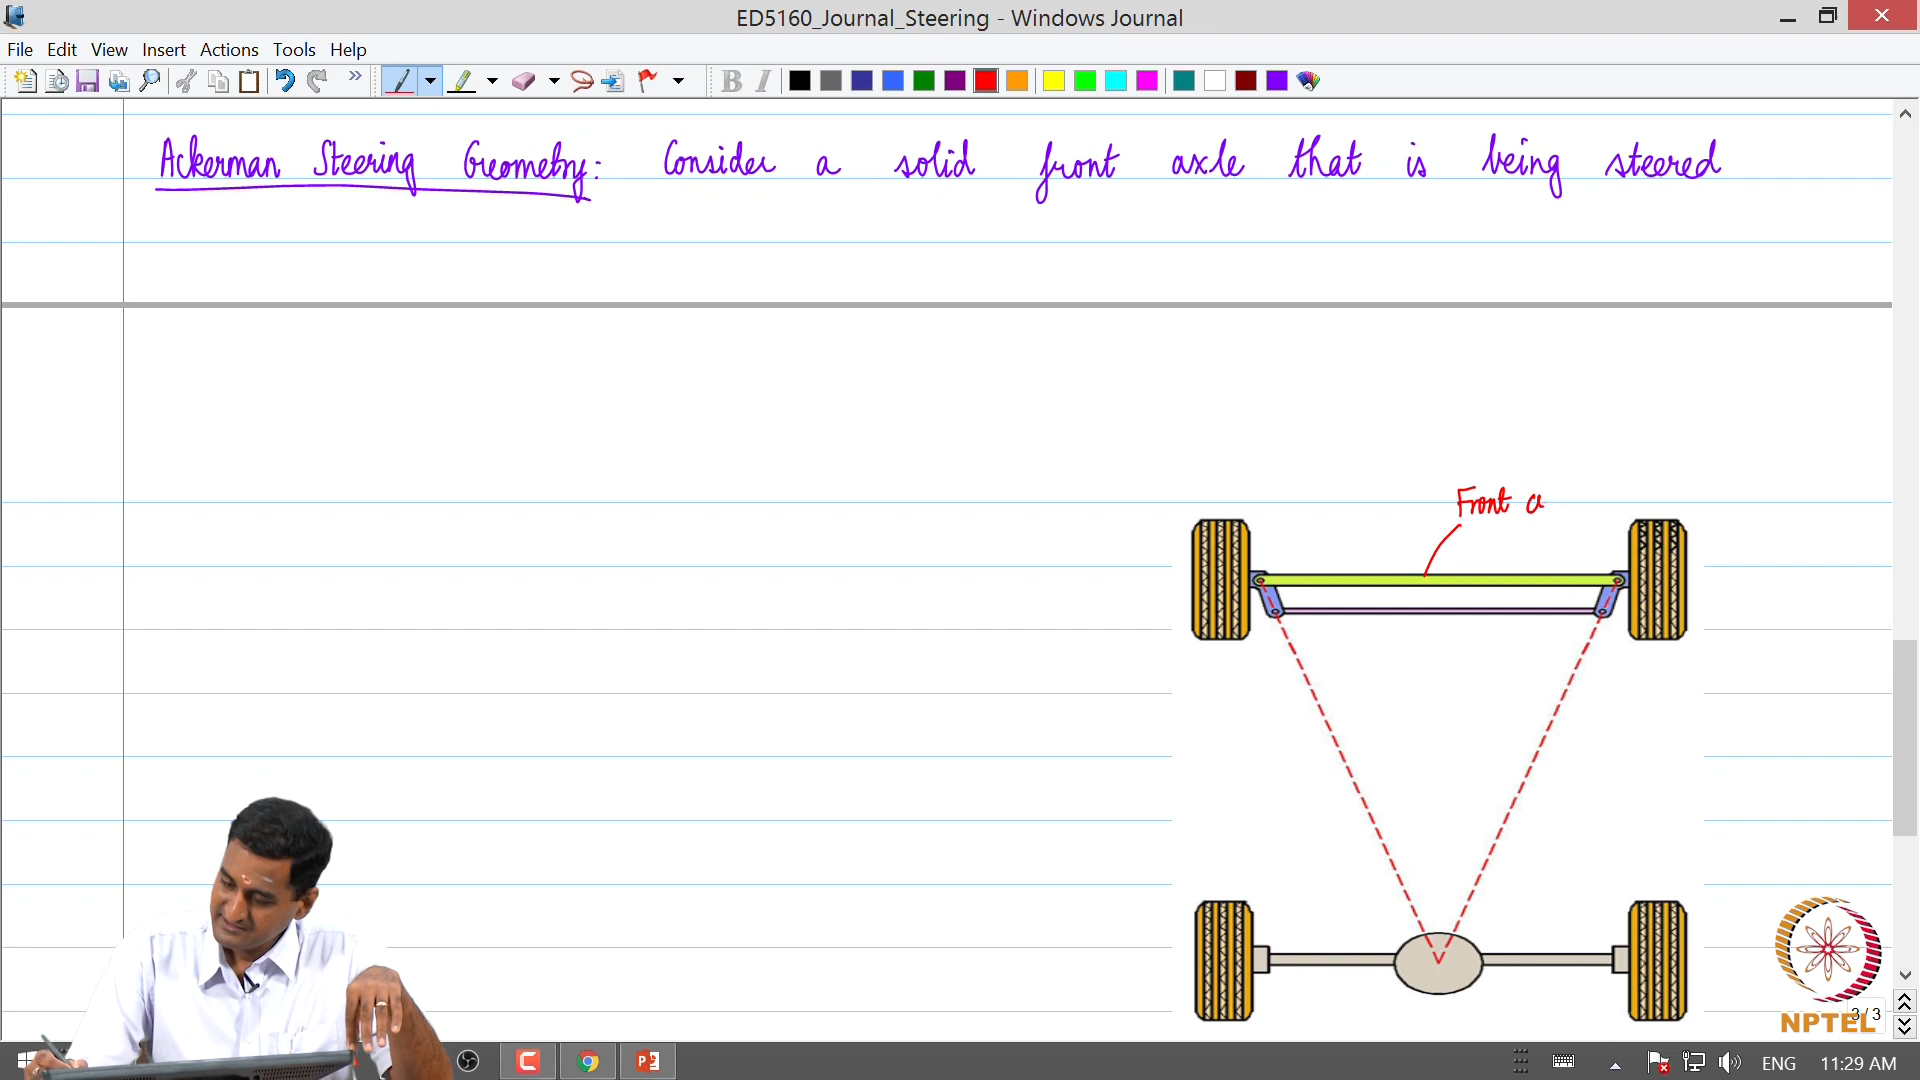 ED5160_Journal_Steering - Windows Journal
File Edit View Insert Actions Tools Help
B I
Ackerman Steering Geometry: Consider a solid front axle that is being steered
Front a
3 / 3
NPTEL
ENG 11:29 AM